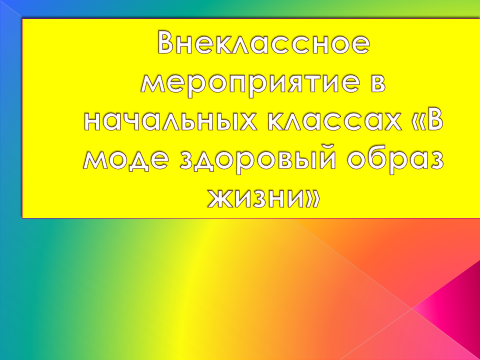 Внеклассное
мероприятие в
начальных классах «В
моде здоровый образ
жизни»